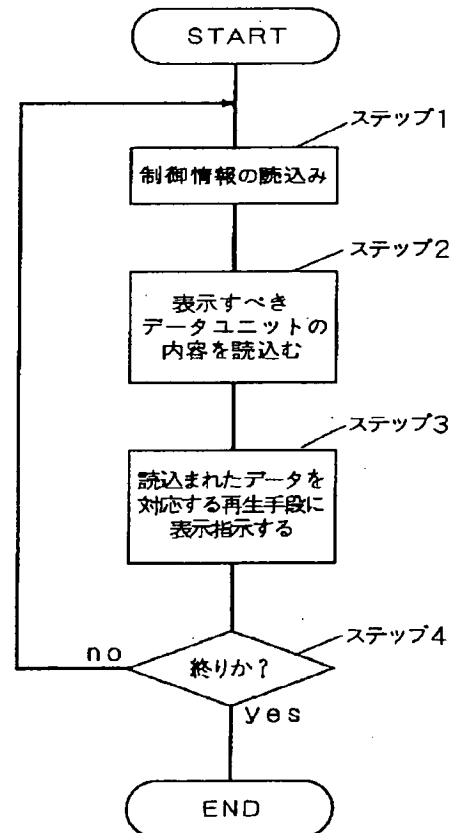 START
ステップ1
制御情報の読込み
ステップ2
表示すべき
データユニットの
内容を読込む
ステップ3
読込まれたデータを
対応する再生手段に
表示指示する
ステップ4
no
終りか?
yes
END